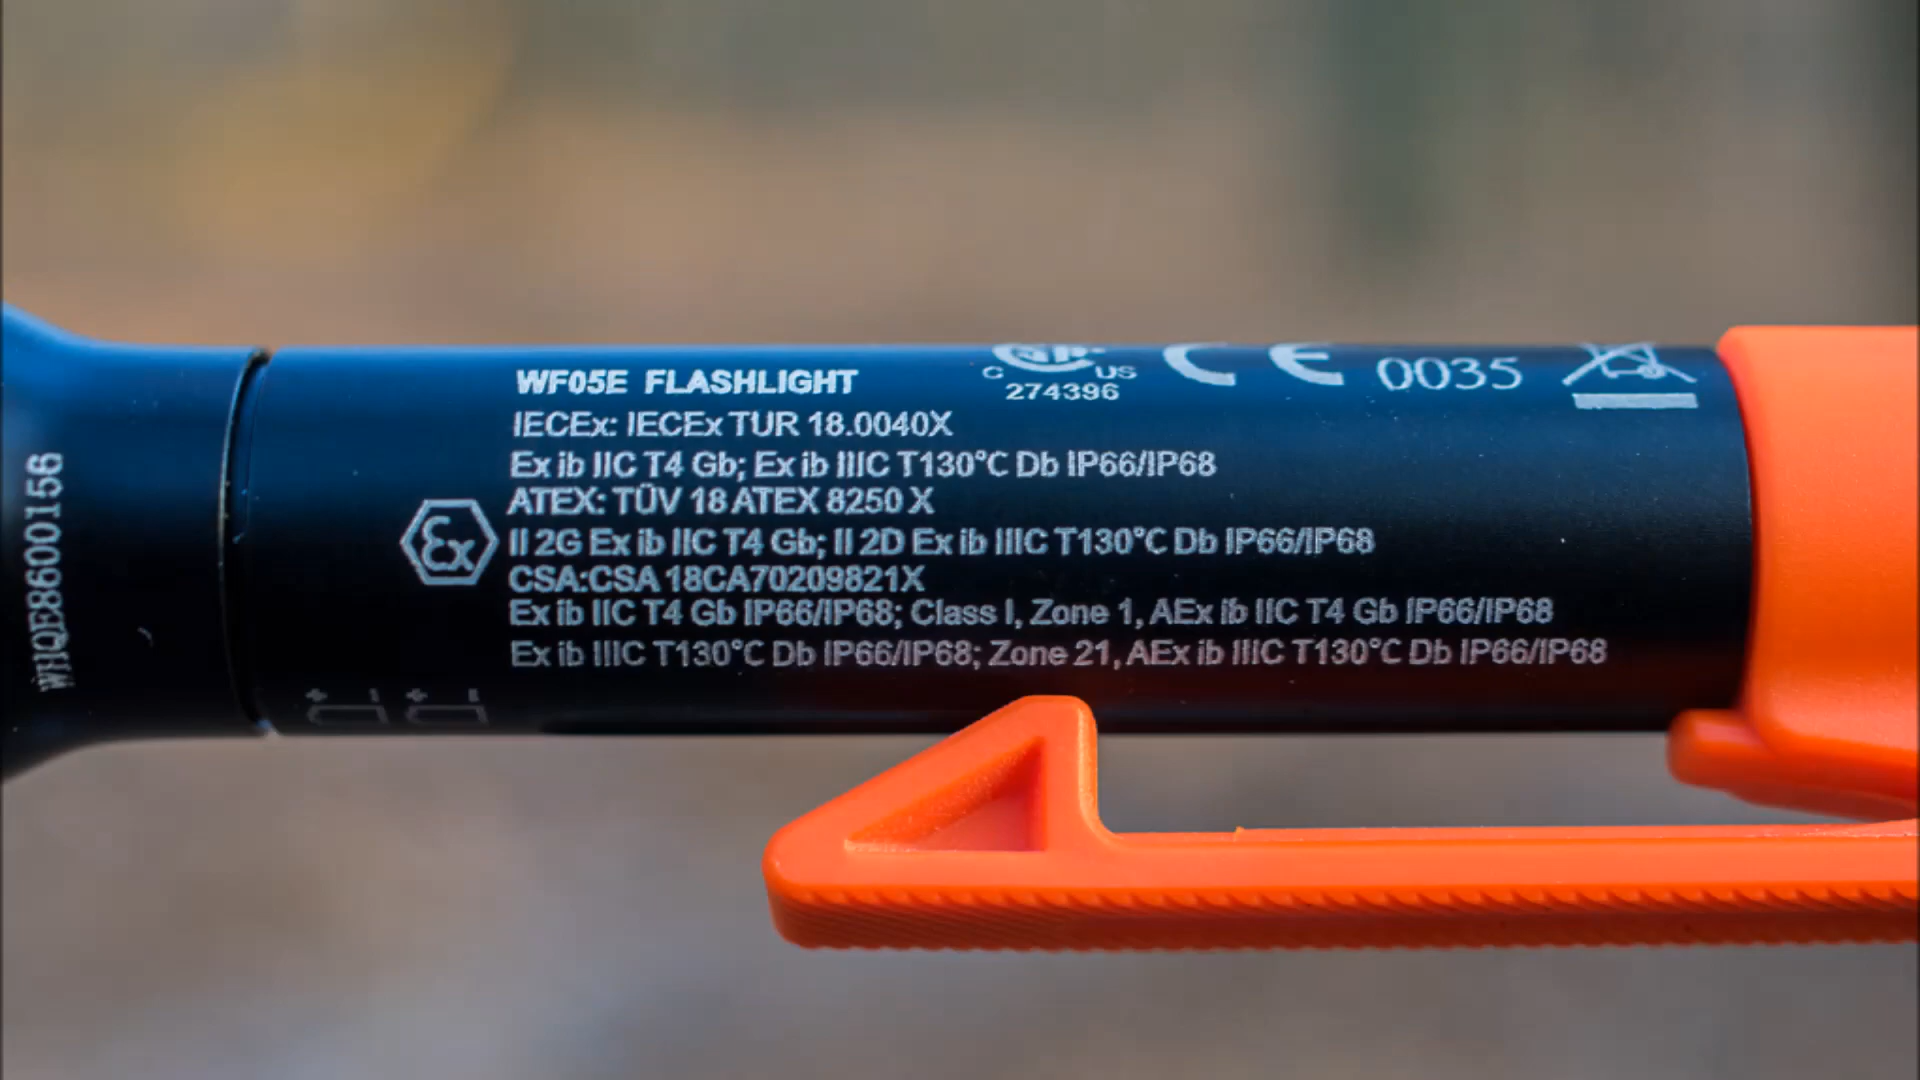 WF05E FLASHLIGHT
C US
274396
CE 0035
IECEx: IECEx TUR 18.0040X
Ex ib IIC T4 Gb; Ex ib IIIC T130°C Db IP66/IP68
ATEX: TÜV 18 ATEX 8250 X
Ex II 2G Ex ib IIC T4 Gb; II 2D Ex ib IIIC T130°C Db IP66/IP68
CSA:CSA 18CA70209821X
Ex ib IIC T4 Gb IP66/IP68; Class I, Zone 1, AEx ib IIC T4 Gb IP66/IP68
Ex ib IIIC T130°C Db IP66/IP68; Zone 21, AEx ib IIIC T130°C Db IP66/IP68
WHQE8600156